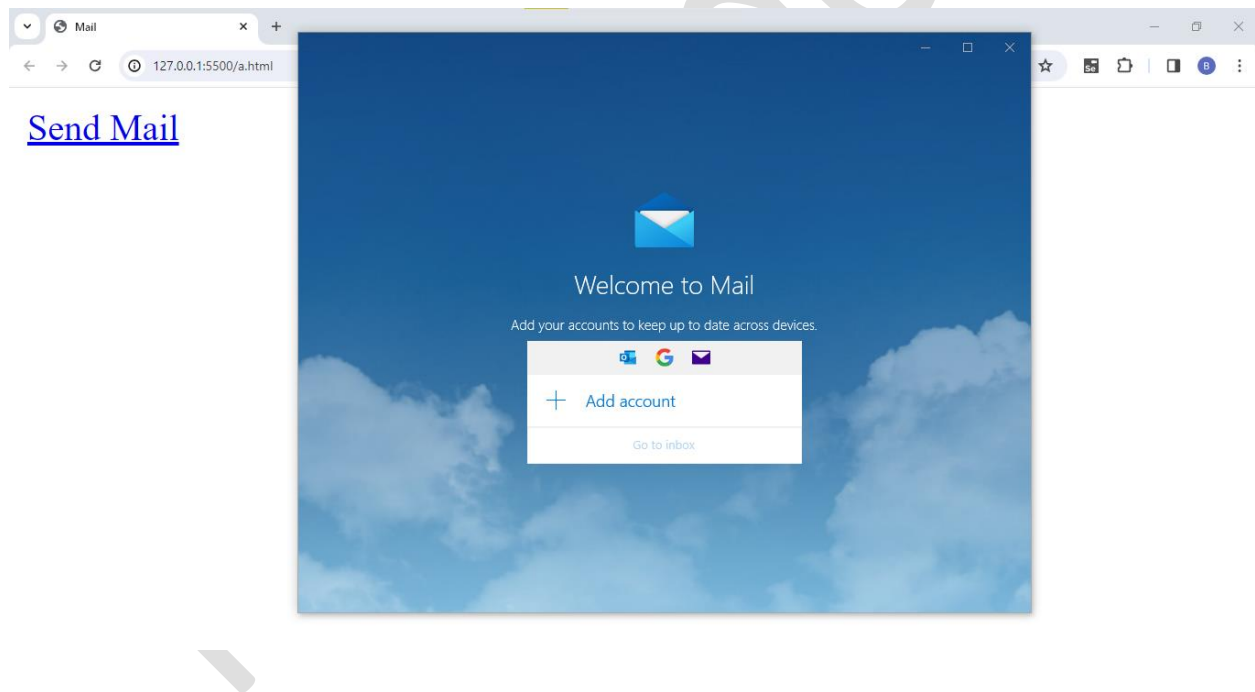 Mail
127.0.0.1:5500/a.html
Se
B
Send Mail
Welcome to Mail
Add your accounts to keep up to date across devices.
Add account
Go to inbox